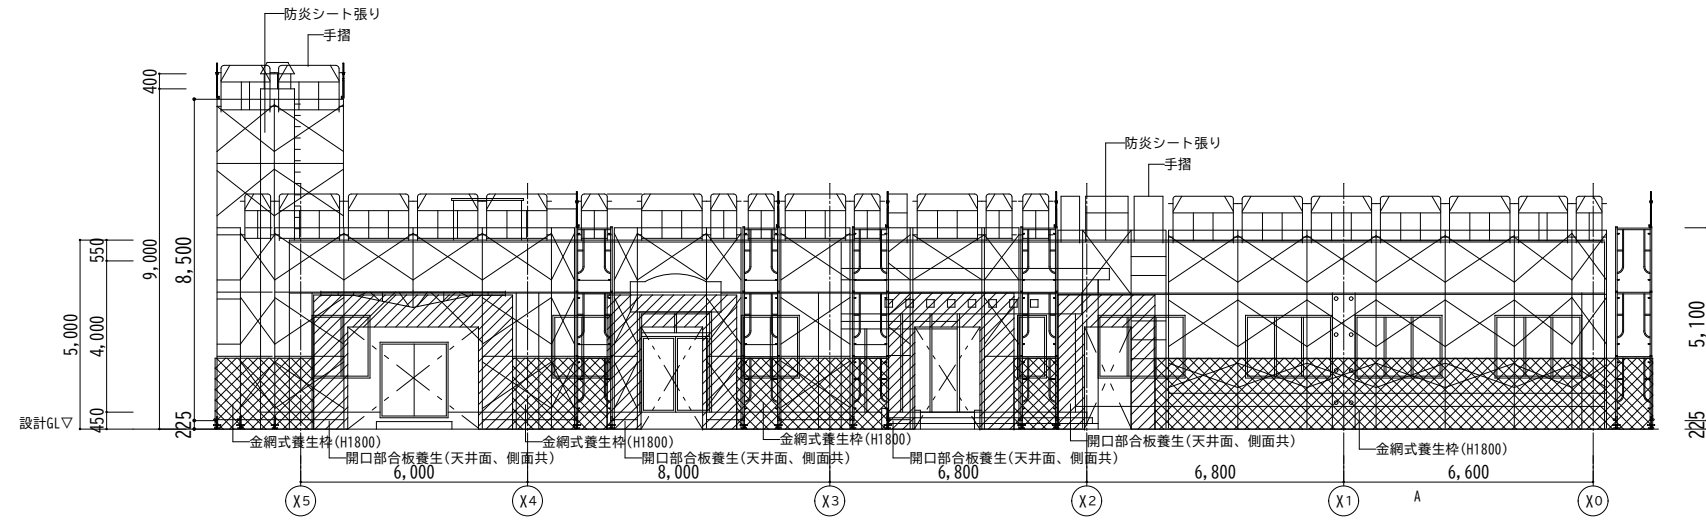 防炎シート張り
手摺
400
防炎シート張り
手摺
9,000
8,500
550
5,000
4,000
5,100
設計GL▽
450
225
225
金網式養生枠(H1800)
金網式養生枠(H1800)
金網式養生枠(H1800)
開口部合板養生(天井面、側面共)
金網式養生枠(H1800)
開口部合板養生(天井面、側面共)
開口部合板養生(天井面、側面共)
開口部合板養生(天井面、側面共)
6,000
8,000
6,800
6,800
6,600
X5
X4
X3
X2
X1
A
X0